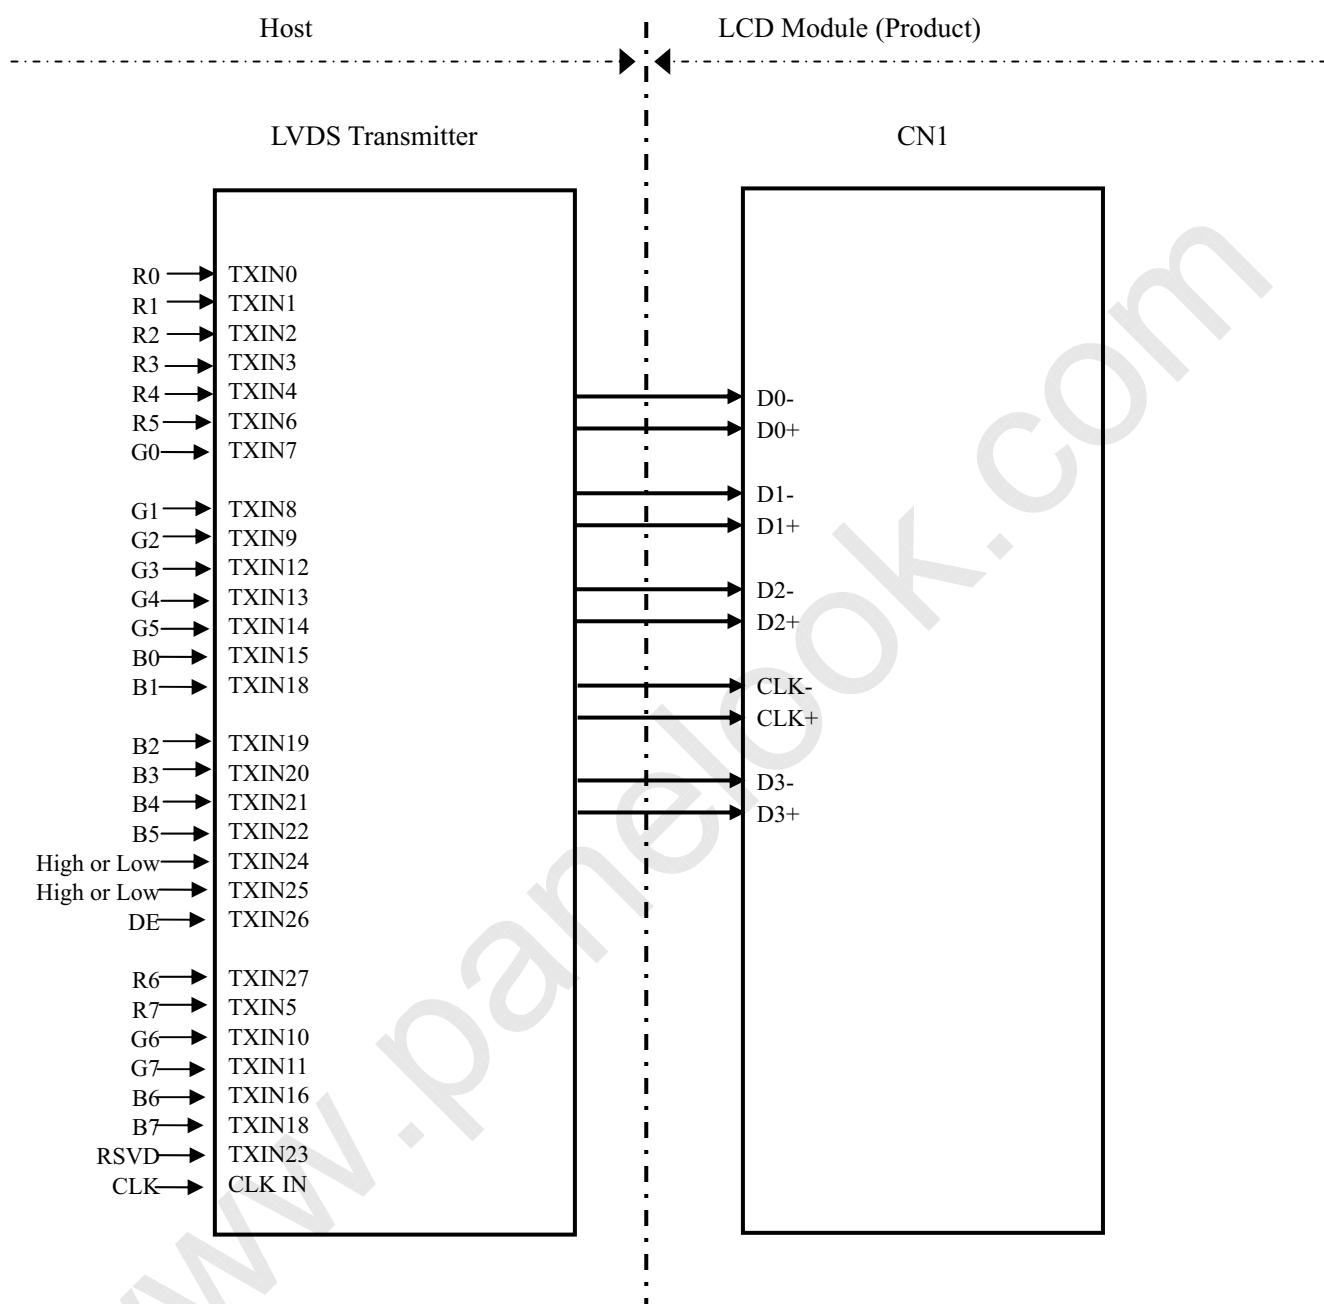 Host
LCD Module (Product)
LVDS Transmitter
CN1
R0 TXIN0
R1 TXIN1
R2 TXIN2
R3 TXIN3
R4 TXIN4
R5 TXIN6
G0 TXIN7
G1 TXIN8
G2 TXIN9
G3 TXIN12
G4 TXIN13
G5 TXIN14
B0 TXIN15
B1 TXIN18
B2 TXIN19
B3 TXIN20
B4 TXIN21
B5 TXIN22
High or Low TXIN24
High or Low TXIN25
DE TXIN26
R6 TXIN27
R7 TXIN5
G6 TXIN10
G7 TXIN11
B6 TXIN16
B7 TXIN18
RSVD TXIN23
CLK CLK IN
D0-
D0+
D1-
D1+
D2-
D2+
CLK-
CLK+
D3-
D3+
www.panelook.com